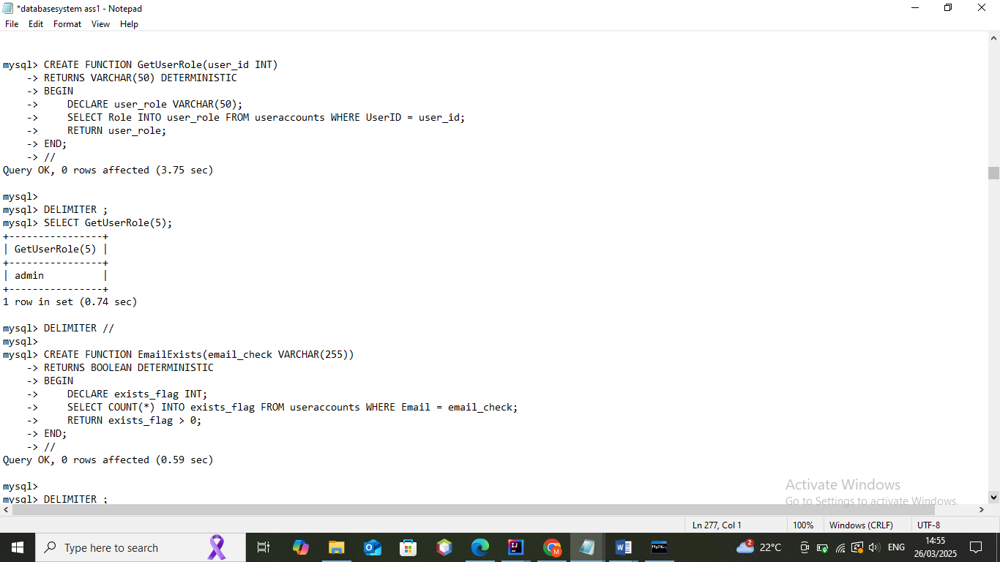 *databasesystem ass1 - Notepad
File Edit Format View Help
mysql> CREATE FUNCTION GetUserRole(user_id INT)
    -> RETURNS VARCHAR(50) DETERMINISTIC
    -> BEGIN
    ->     DECLARE user_role VARCHAR(50);
    ->     SELECT Role INTO user_role FROM useraccounts WHERE UserID = user_id;
    ->     RETURN user_role;
    -> END;
    -> //
Query OK, 0 rows affected (3.75 sec)
mysql>
mysql> DELIMITER ;
mysql> SELECT GetUserRole(5);
+----------------+
| GetUserRole(5) |
+----------------+
| admin          |
+----------------+
1 row in set (0.74 sec)
mysql> DELIMITER //
mysql>
mysql> CREATE FUNCTION EmailExists(email_check VARCHAR(255))
    -> RETURNS BOOLEAN DETERMINISTIC
    -> BEGIN
    ->     DECLARE exists_flag INT;
    ->     SELECT COUNT(*) INTO exists_flag FROM useraccounts WHERE Email = email_check;
    ->     RETURN exists_flag > 0;
    -> END;
    -> //
Query OK, 0 rows affected (0.59 sec)
mysql>
mysql> DELIMITER ;
Activate Windows
Go to Settings to activate Windows.
Ln 277, Col 1 100% Windows (CRLF) UTF-8
Type here to search
2 22°C ENG 14:55
26/03/2025